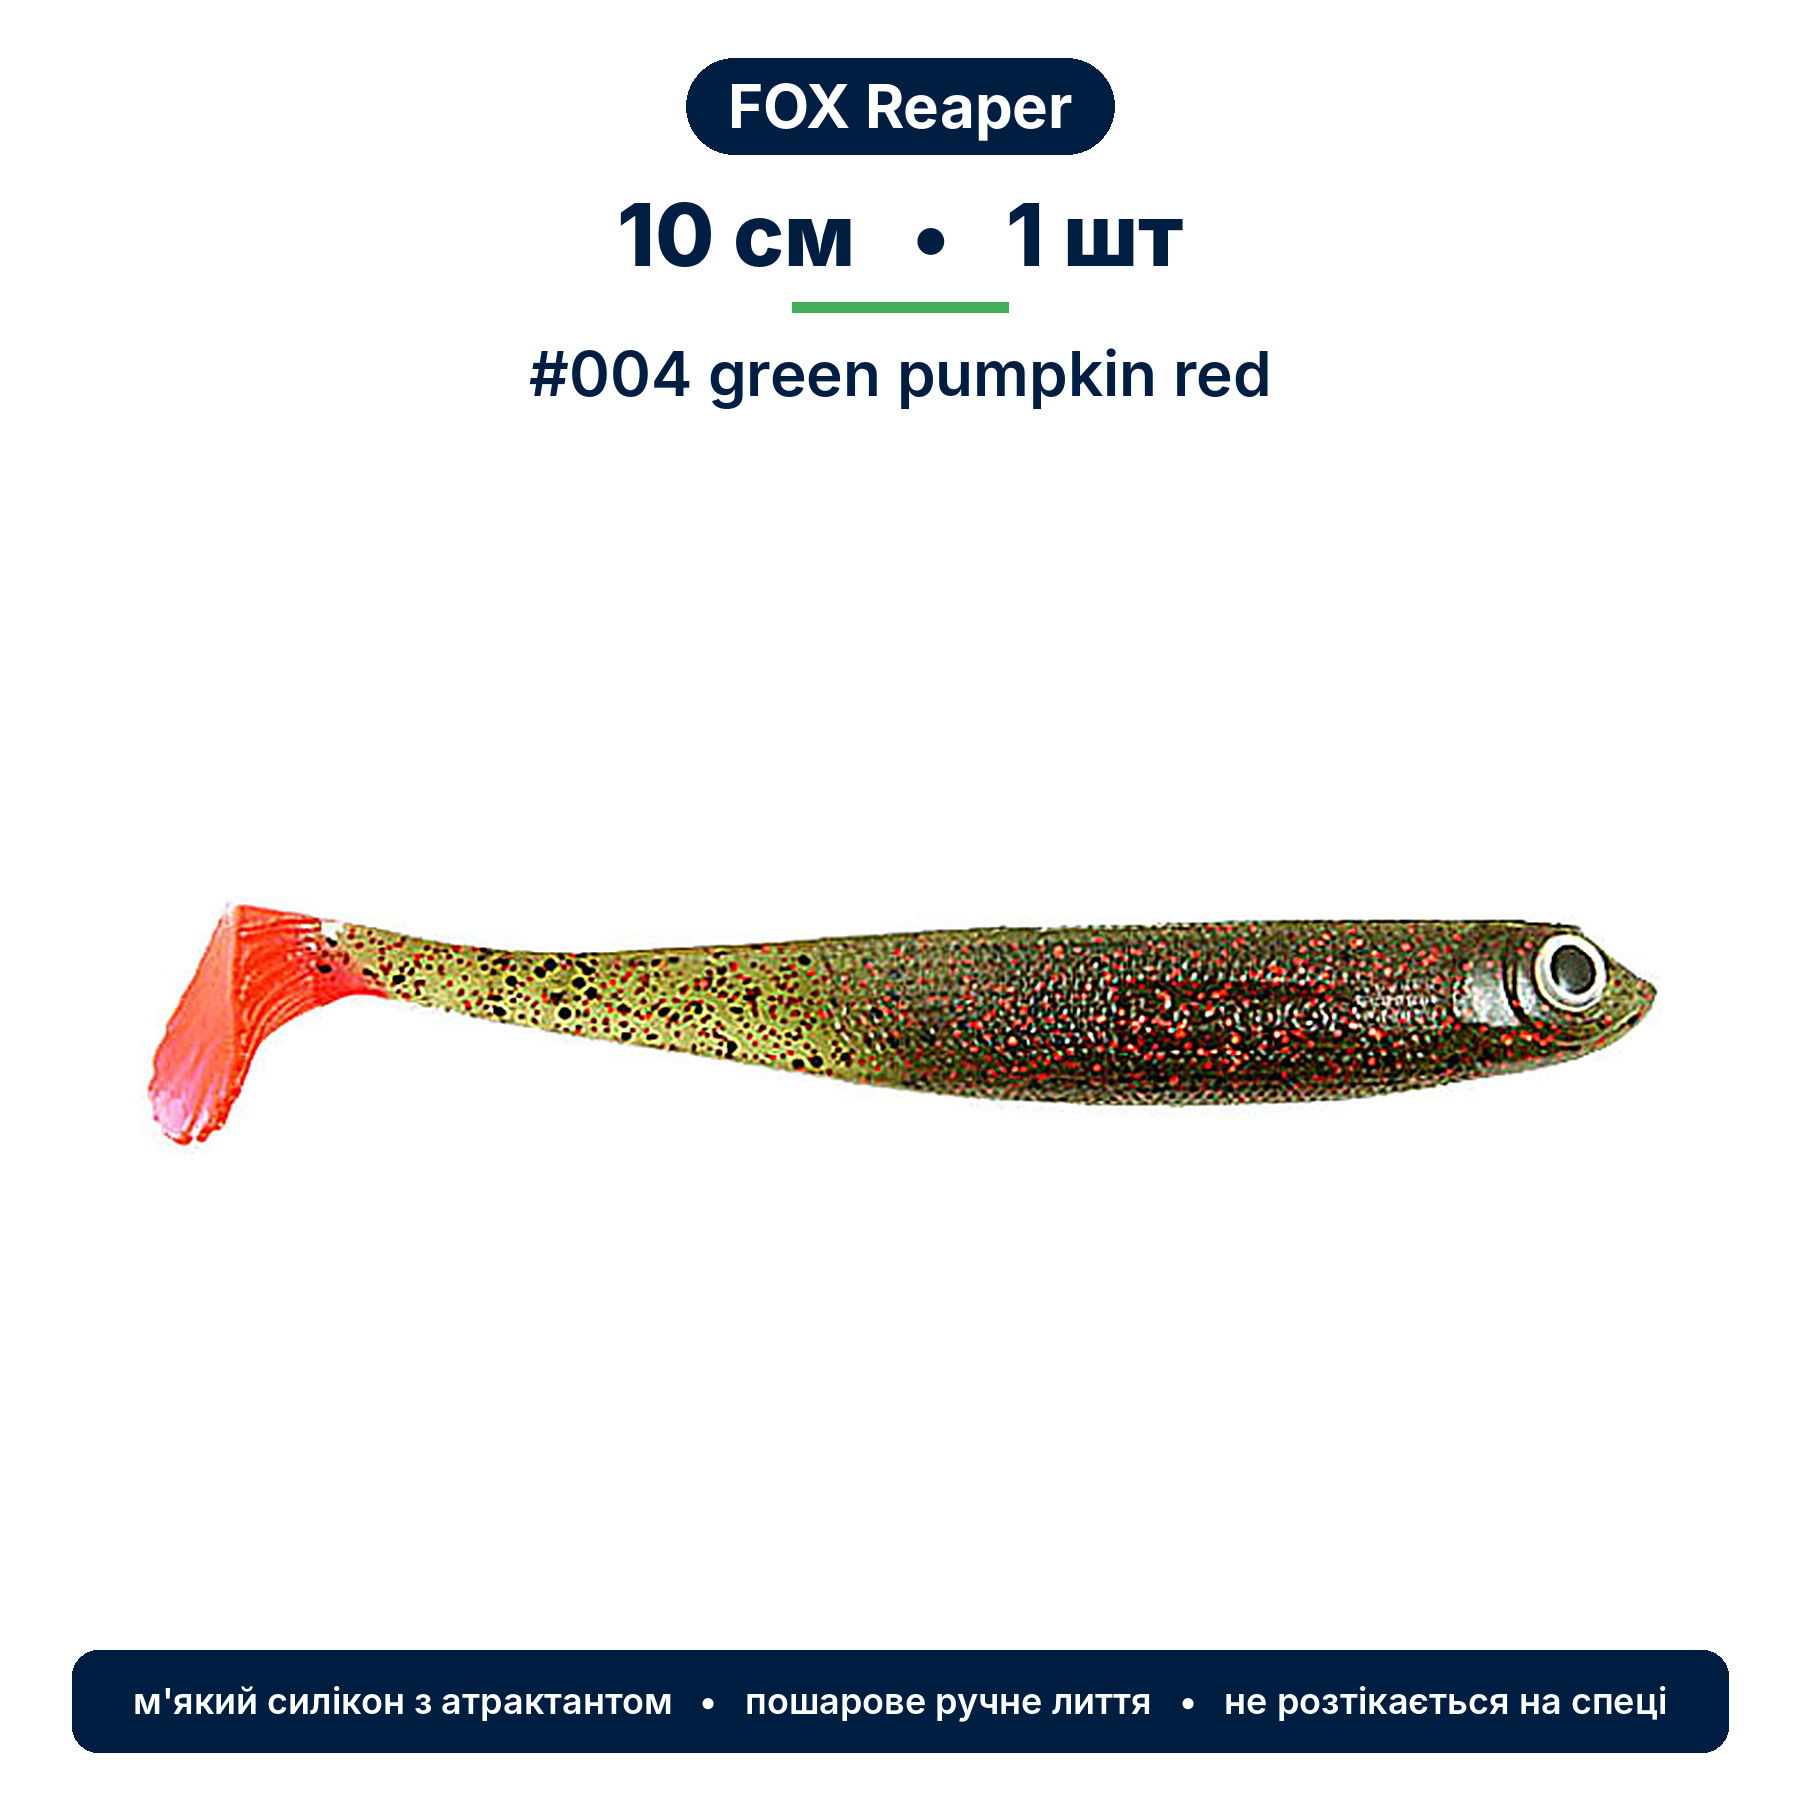 FOX Reaper
10 см • 1 шт
#004 green pumpkin red
м'який силікон з атрактантом • пошарове ручне лиття • не розтікається на спеці